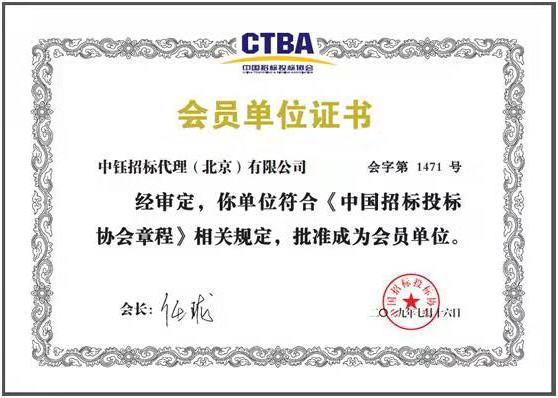 CTBA
中国招标投标协会
会员单位证书
中钰招标代理（北京）有限公司 会字第 1471 号
经审定，你单位符合《中国招标投标
协会章程》相关规定，批准成为会员单位。
中国招标投标协会
会长：任珑
二〇一九年七月十六日